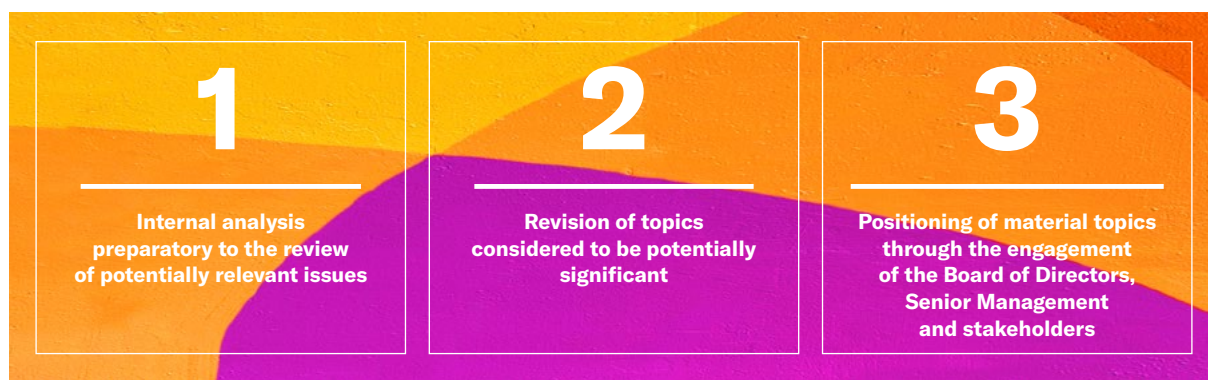 1
Internal analysis
preparatory to the review
of potentially relevant issues
2
Revision of topics
considered to be potentially
significant
3
Positioning of material topics
through the engagement
of the Board of Directors,
Senior Management
and stakeholders